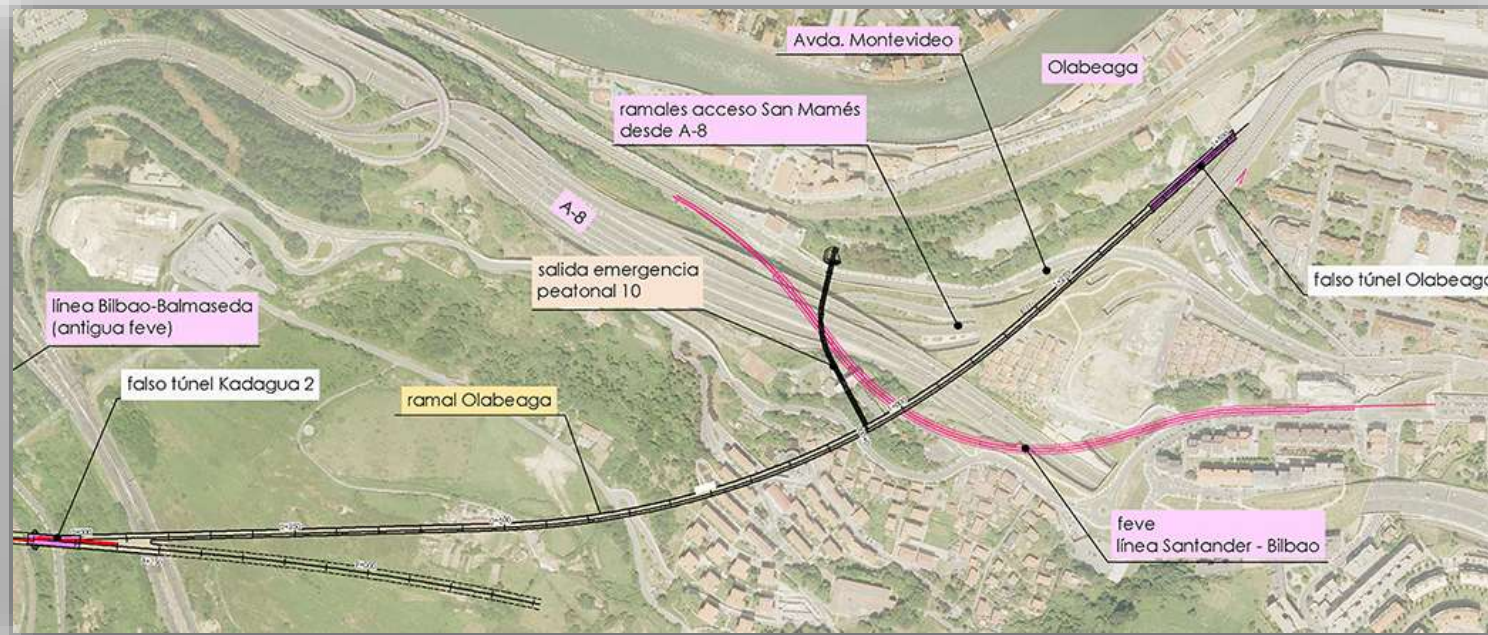 Avda. Montevideo
Olabeaga
ramales acceso San Mamés
desde A-8
A-8
salida emergencia
peatonal 10
falso túnel Olabeaga
línea Bilbao-Balmaseda
(antigua feve)
falso túnel Kadagua 2
ramal Olabeaga
feve
línea Santander - Bilbao